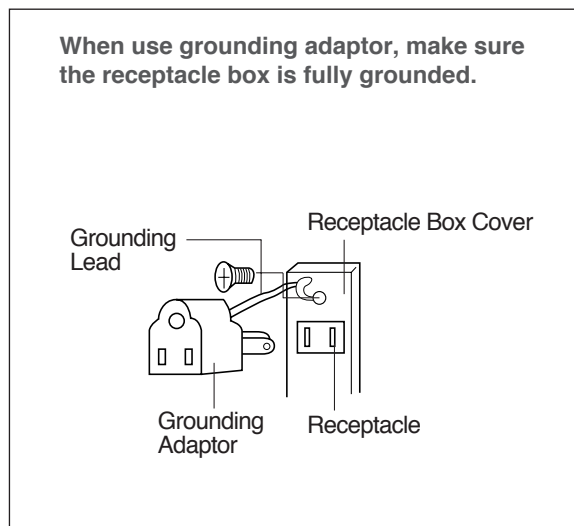 When use grounding adaptor, make sure
the receptacle box is fully grounded.
Grounding
Lead
Receptacle Box Cover
Grounding
Adaptor
Receptacle